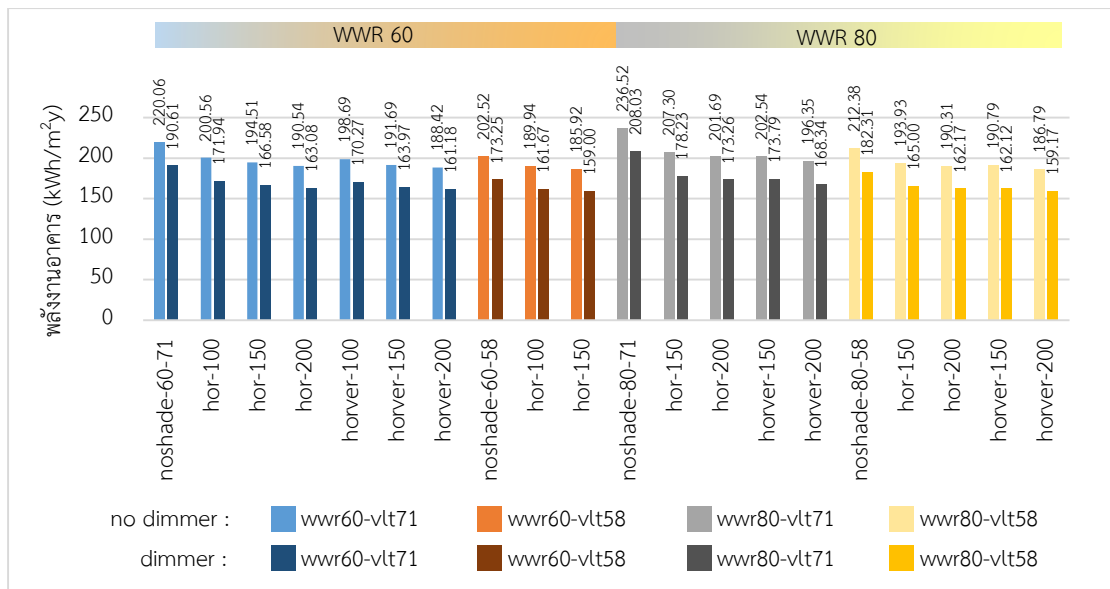 WWR 60
WWR 80
220.06 190.61 200.56 171.94 194.51 166.58 190.54 163.08 198.69 170.27 191.69 163.97 188.42 161.18 202.52 173.25 189.94 161.67 185.92 159.00 236.52 208.03 207.30 178.23 201.69 173.26 202.54 173.79 196.35 168.34 212.38 182.31 193.93 165.00 190.31 162.17 190.79 162.12 186.79 159.17
พลังงานอาคาร (kWh/m²y)
250
200
150
100
50
0
noshade-60-71 hor-100 hor-150 hor-200 horver-100 horver-150 horver-200 noshade-60-58 hor-100 hor-150 noshade-80-71 hor-150 hor-200 horver-150 horver-200 noshade-80-58 hor-150 hor-200 horver-150 horver-200
no dimmer : wwr60-vlt71 wwr60-vlt58 wwr80-vlt71 wwr80-vlt58
dimmer : wwr60-vlt71 wwr60-vlt58 wwr80-vlt71 wwr80-vlt58